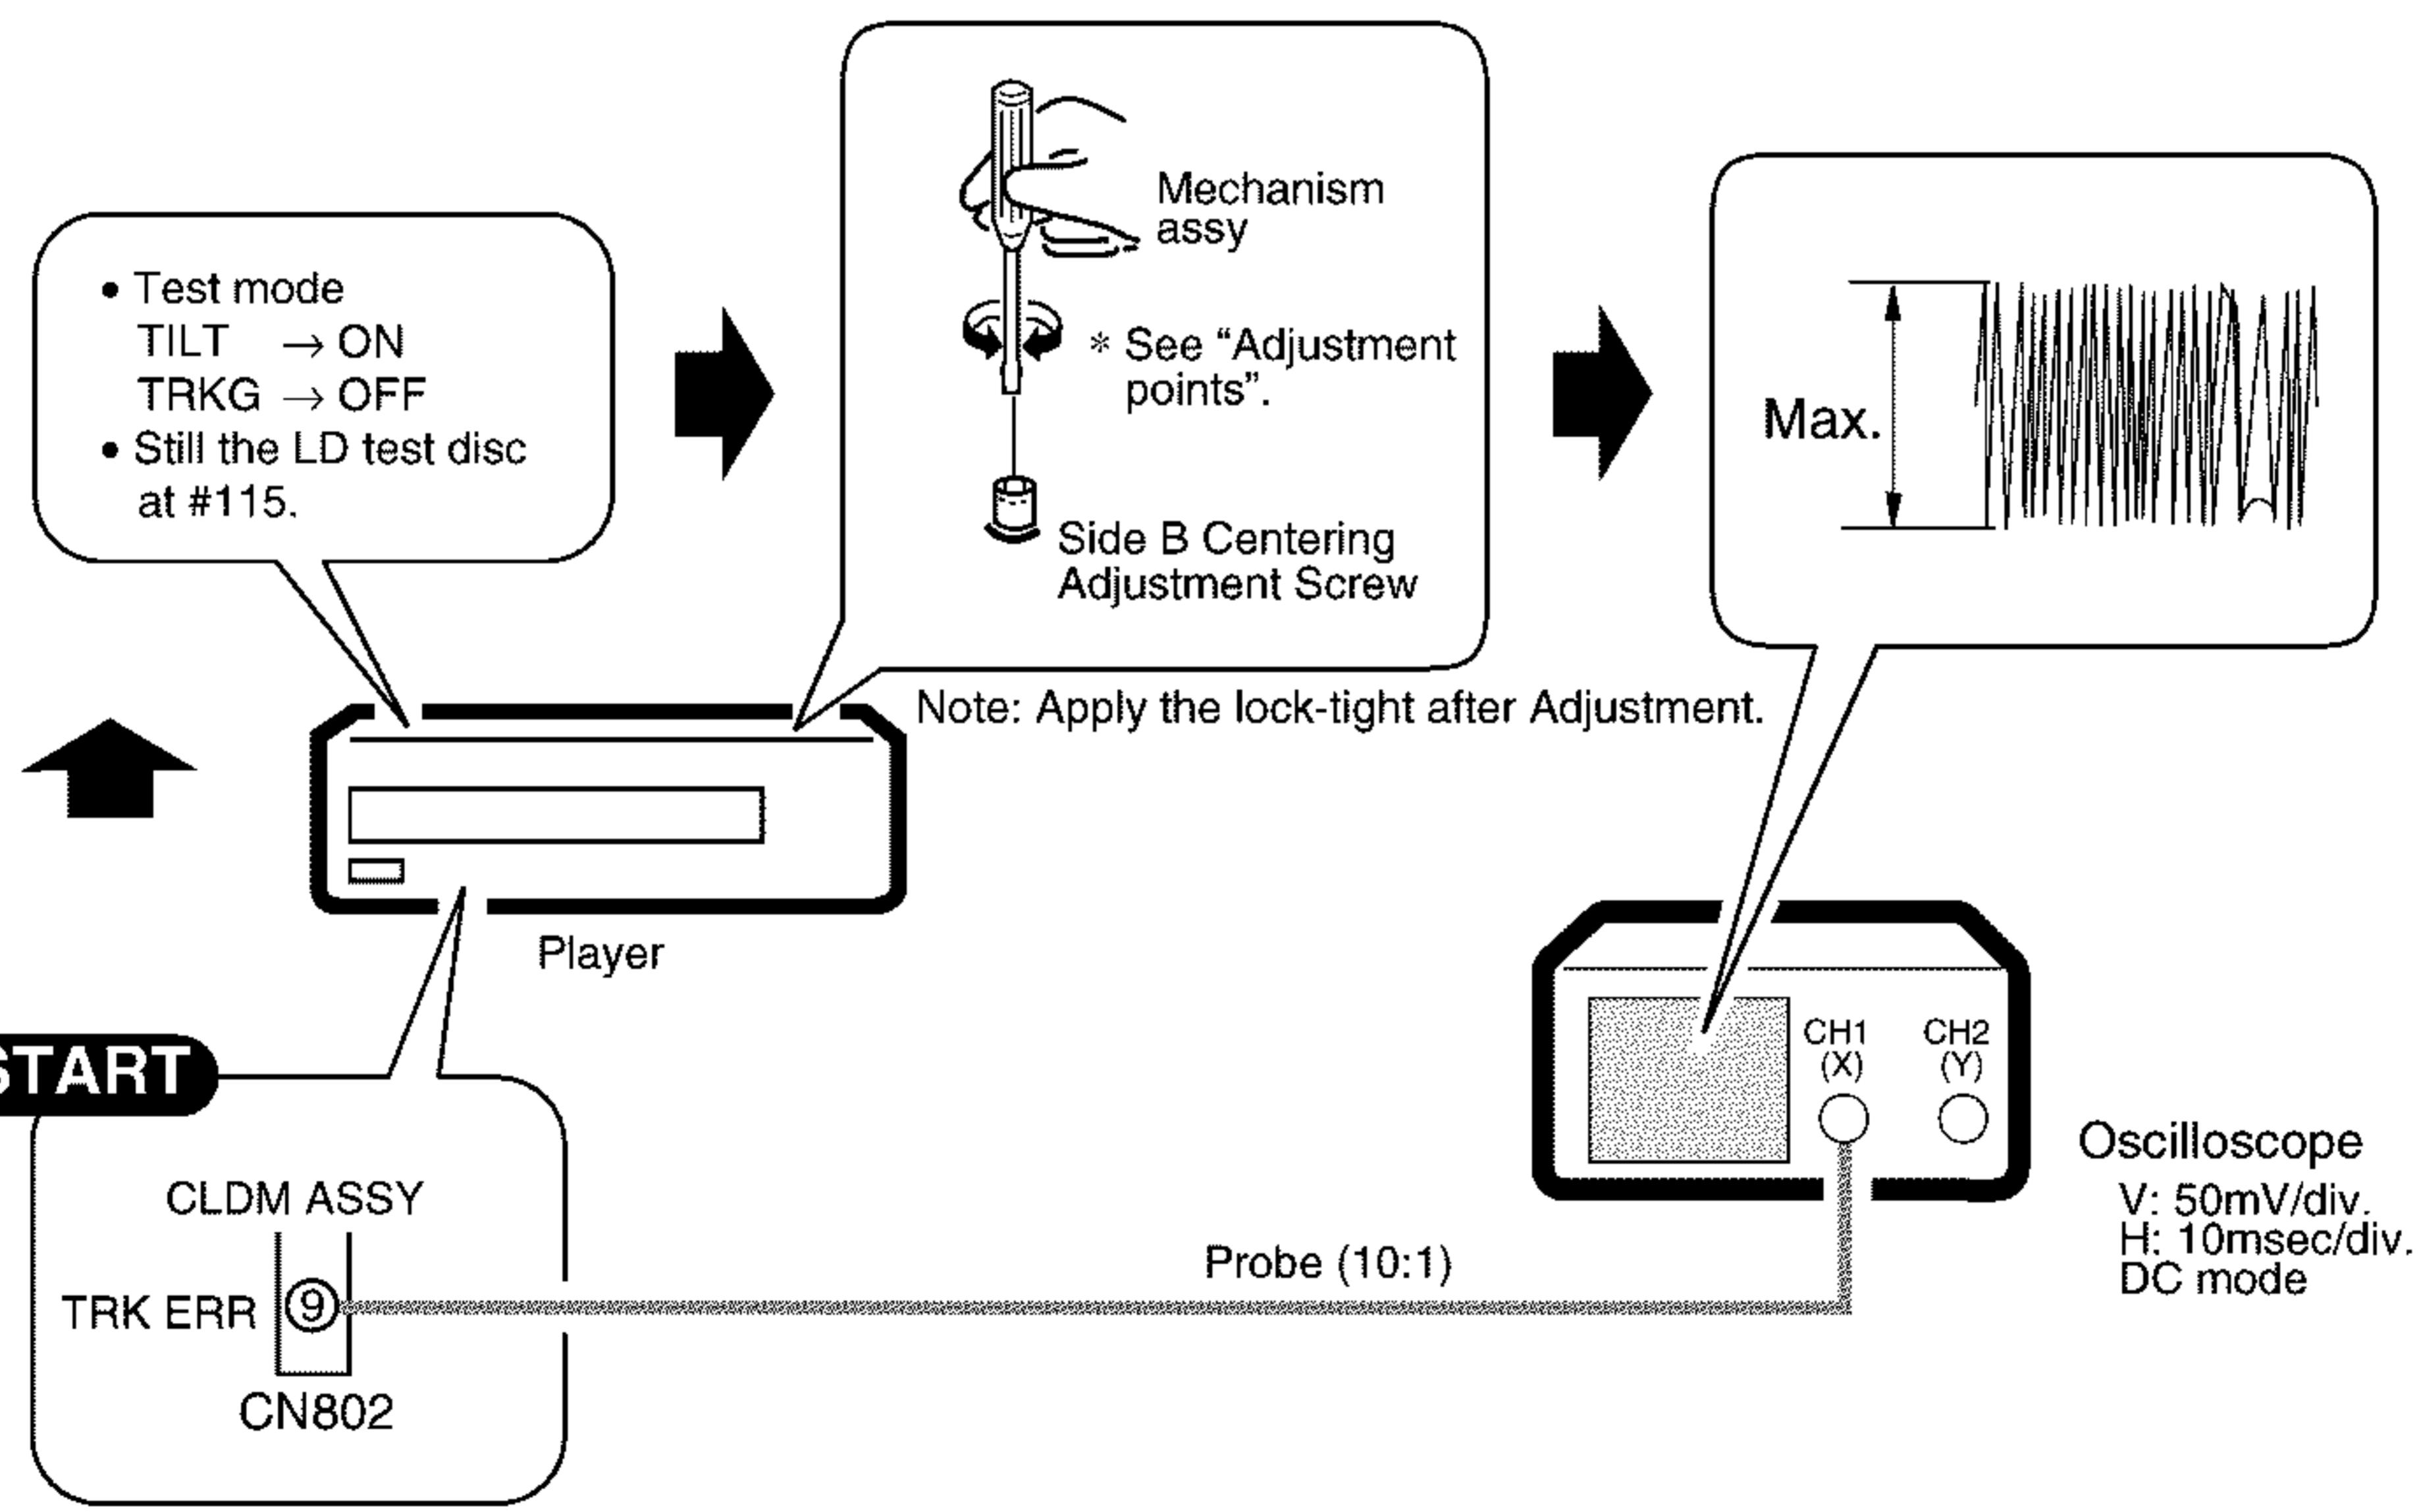 • Test mode
TILT → ON
TRKG → OFF
• Still the LD test disc
at #115.
Mechanism
assy
* See “Adjustment
points”.
Side B Centering
Adjustment Screw
Max.
Note: Apply the lock-tight after Adjustment.
Player
START
CLDM ASSY
TRK ERR
9
CN802
Probe (10:1)
CH1
(X)
CH2
(Y)
Oscilloscope
V: 50mV/div.
H: 10msec/div.
DC mode